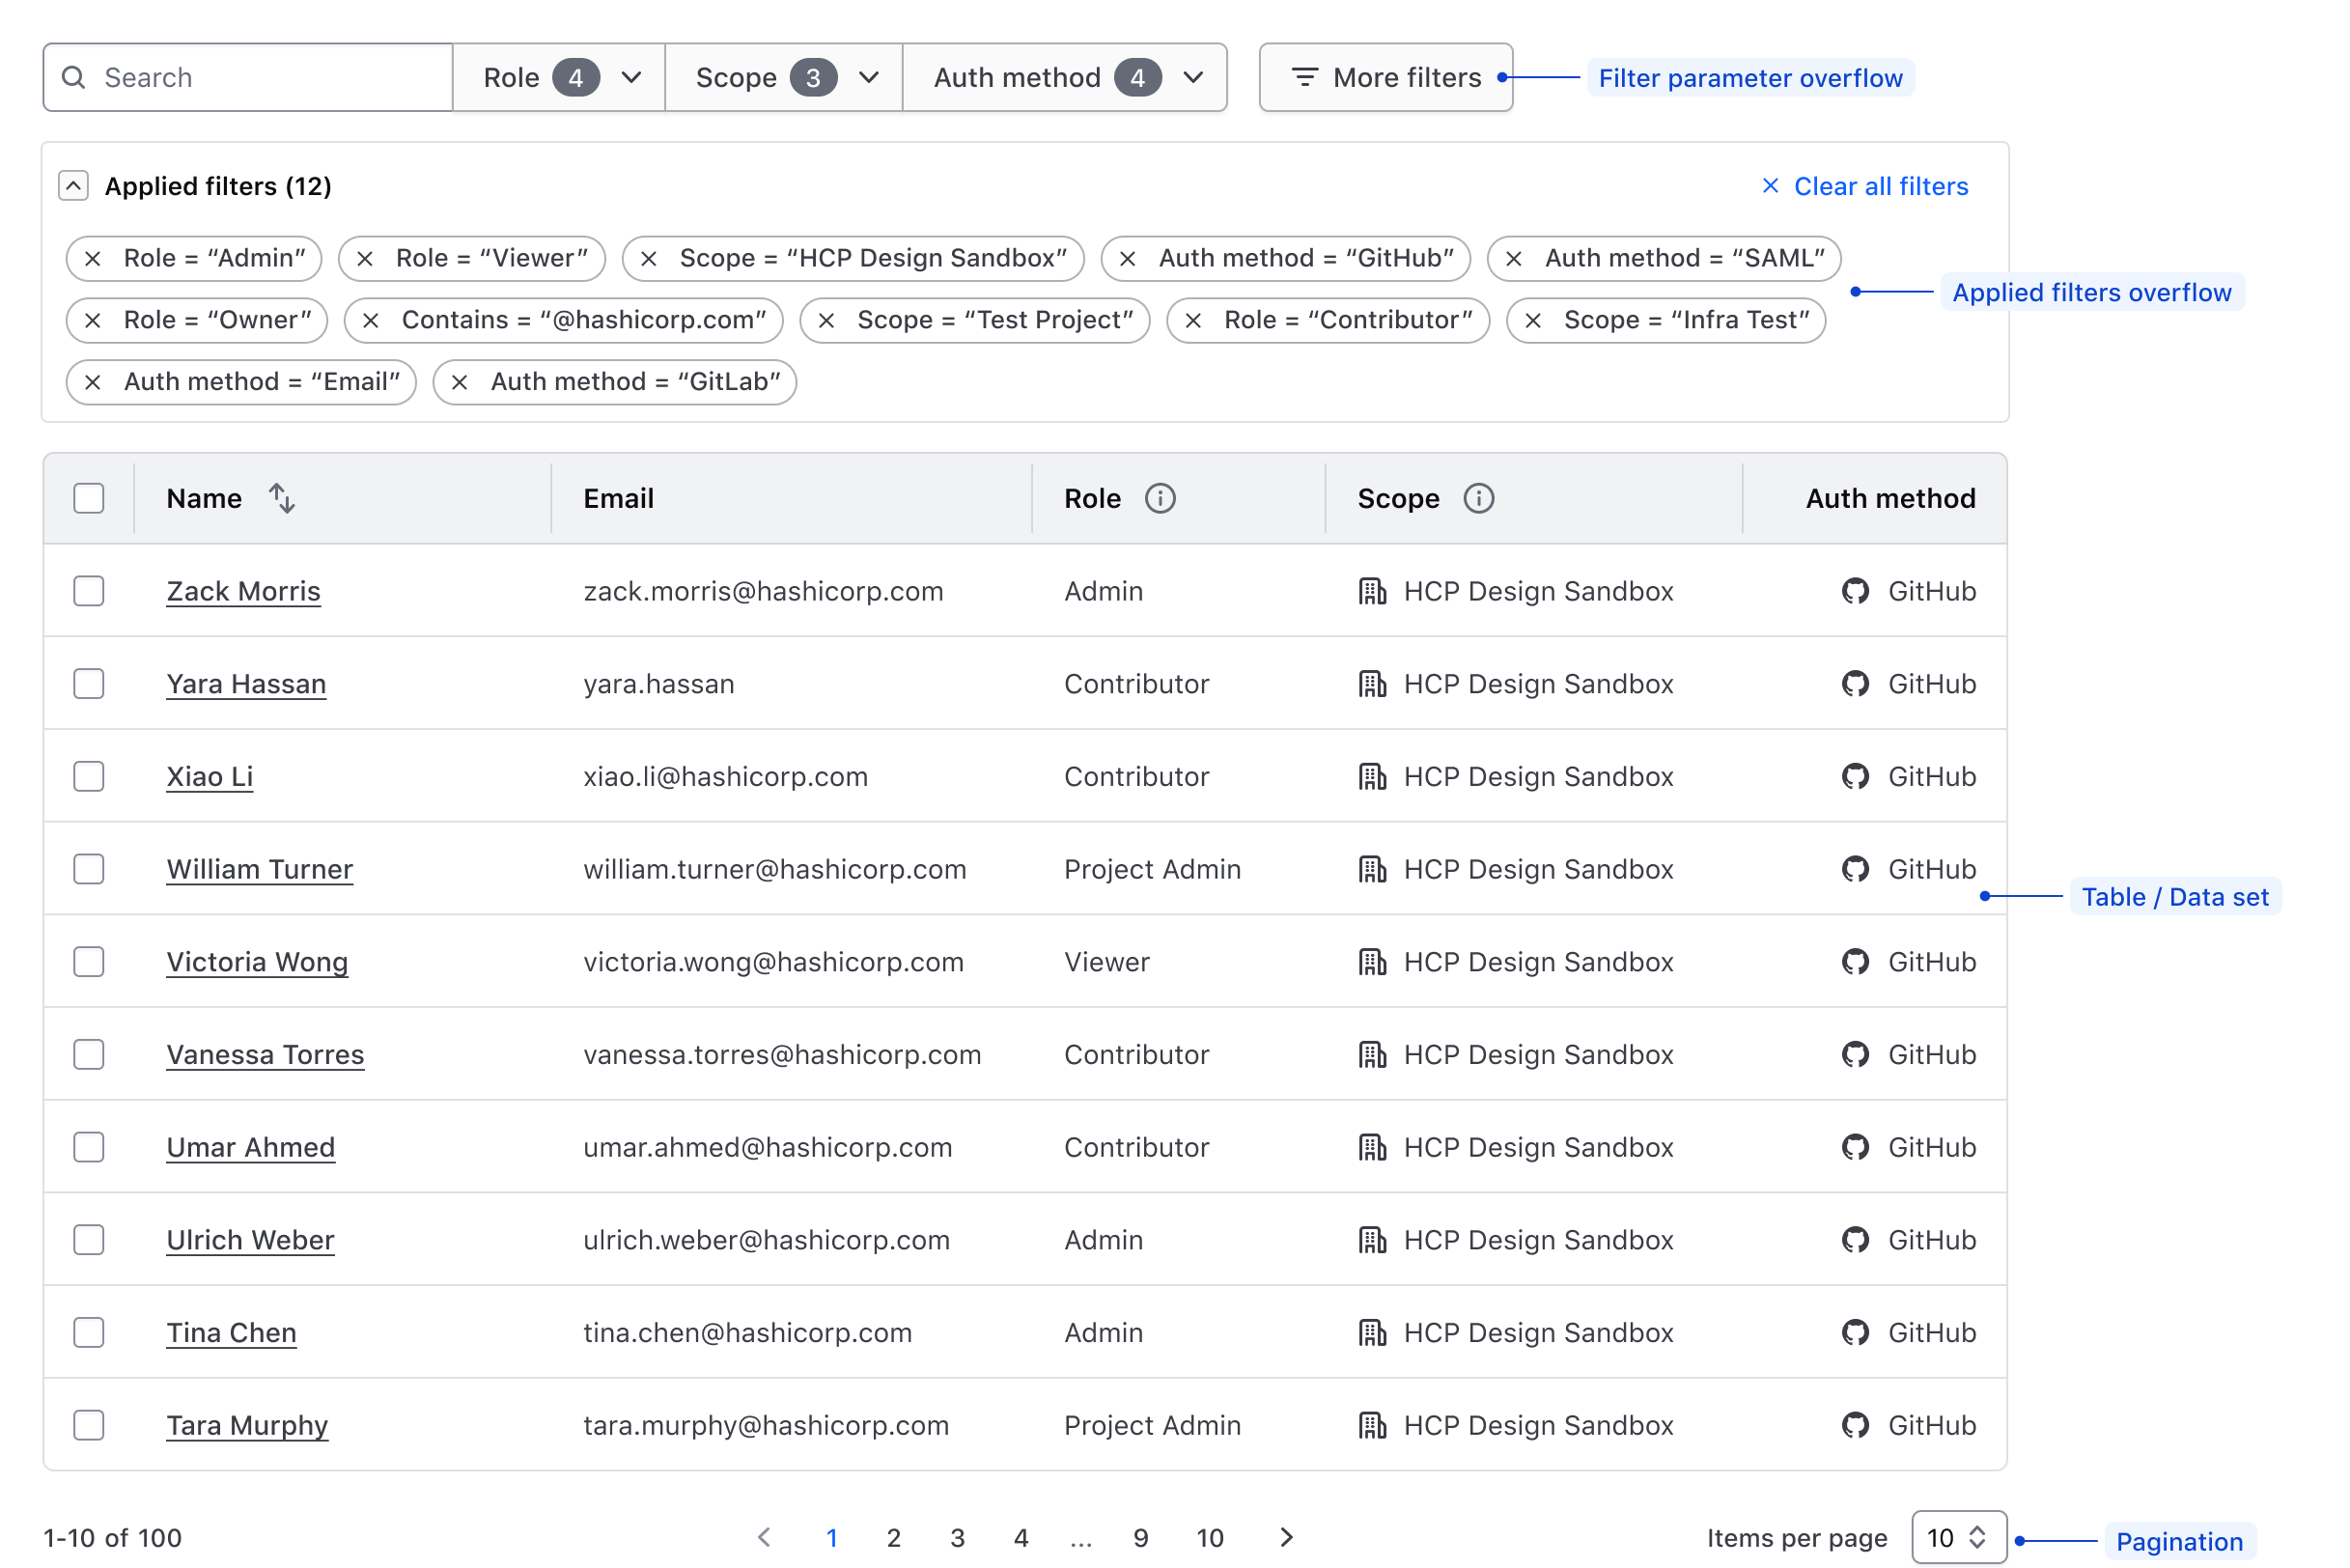 Search Role 4 Scope 3 Auth method 4 More filters Filter parameter overflow
Applied filters (12) Clear all filters
Role = “Admin” Role = “Viewer” Scope = “HCP Design Sandbox” Auth method = “GitHub” Auth method = “SAML”
Applied filters overflow
Role = “Owner” Contains = “@hashicorp.com” Scope = “Test Project” Role = “Contributor” Scope = “Infra Test”
Auth method = “Email” Auth method = “GitLab”
Name Email Role Scope Auth method
Zack Morris zack.morris@hashicorp.com Admin HCP Design Sandbox GitHub
Yara Hassan yara.hassan Contributor HCP Design Sandbox GitHub
Xiao Li xiao.li@hashicorp.com Contributor HCP Design Sandbox GitHub
William Turner william.turner@hashicorp.com Project Admin HCP Design Sandbox GitHub
Table / Data set
Victoria Wong victoria.wong@hashicorp.com Viewer HCP Design Sandbox GitHub
Vanessa Torres vanessa.torres@hashicorp.com Contributor HCP Design Sandbox GitHub
Umar Ahmed umar.ahmed@hashicorp.com Contributor HCP Design Sandbox GitHub
Ulrich Weber ulrich.weber@hashicorp.com Admin HCP Design Sandbox GitHub
Tina Chen tina.chen@hashicorp.com Admin HCP Design Sandbox GitHub
Tara Murphy tara.murphy@hashicorp.com Project Admin HCP Design Sandbox GitHub
1-10 of 100 1 2 3 4 ... 9 10 Items per page 10 Pagination